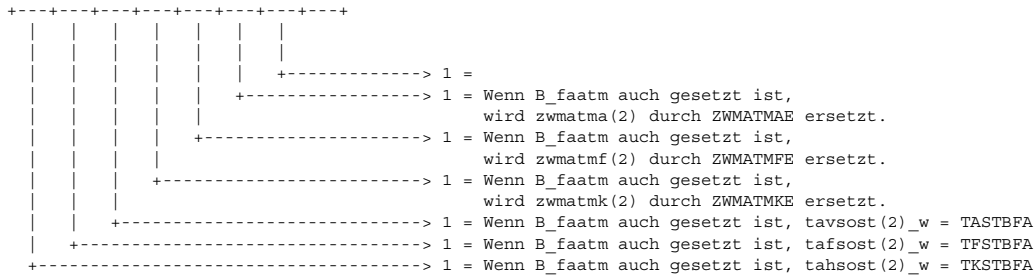 +---+---+---+---+---+---+---+---+
| | | | | | |
| | | | | | |
| | | | | | +-------------> 1 =
| | | | | +-----------------> 1 = Wenn B_faatm auch gesetzt ist,
| | | | | wird zwmatma(2) durch ZWMATMAE ersetzt.
| | | | +---------------------> 1 = Wenn B_faatm auch gesetzt ist,
| | | | wird zwmatmf(2) durch ZWMATMFE ersetzt.
| | | +-------------------------> 1 = Wenn B_faatm auch gesetzt ist,
| | | wird zwmatmk(2) durch ZWMATMKE ersetzt.
| | +-----------------------------> 1 = Wenn B_faatm auch gesetzt ist, tavsost(2)_w = TASTBFA
| +---------------------------------> 1 = Wenn B_faatm auch gesetzt ist, tafsost(2)_w = TFSTBFA
+-------------------------------------> 1 = Wenn B_faatm auch gesetzt ist, tahsost(2)_w = TKSTBFA